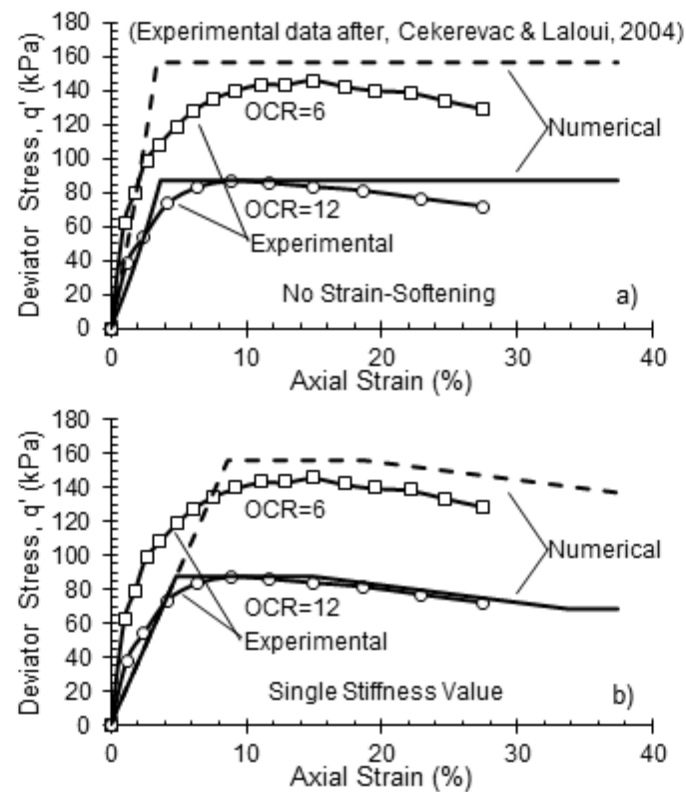 180
160
140
120
100
80
60
40
20
0
Deviator Stress, q' (kPa)
(Experimental data after, Cekerevac & Laloui, 2004)
OCR=6
Numerical
OCR=12
Experimental
No Strain-Softening
a)
0
10
20
30
40
Axial Strain (%)
180
160
140
120
100
80
60
40
20
0
Deviator Stress, q' (kPa)
OCR=6
Numerical
OCR=12
Experimental
Single Stiffness Value
b)
0
10
20
30
40
Axial Strain (%)